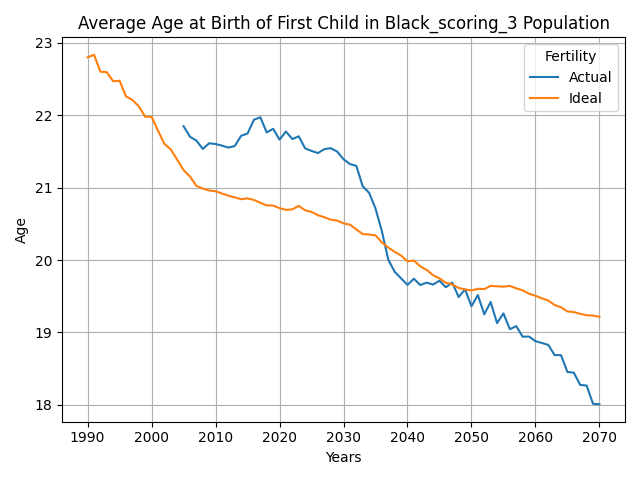 Average Age at Birth of First Child in Black_scoring_3 Population
Fertility
Actual
Ideal
Age
23
22
21
20
19
18
1990 2000 2010 2020 2030 2040 2050 2060 2070
Years